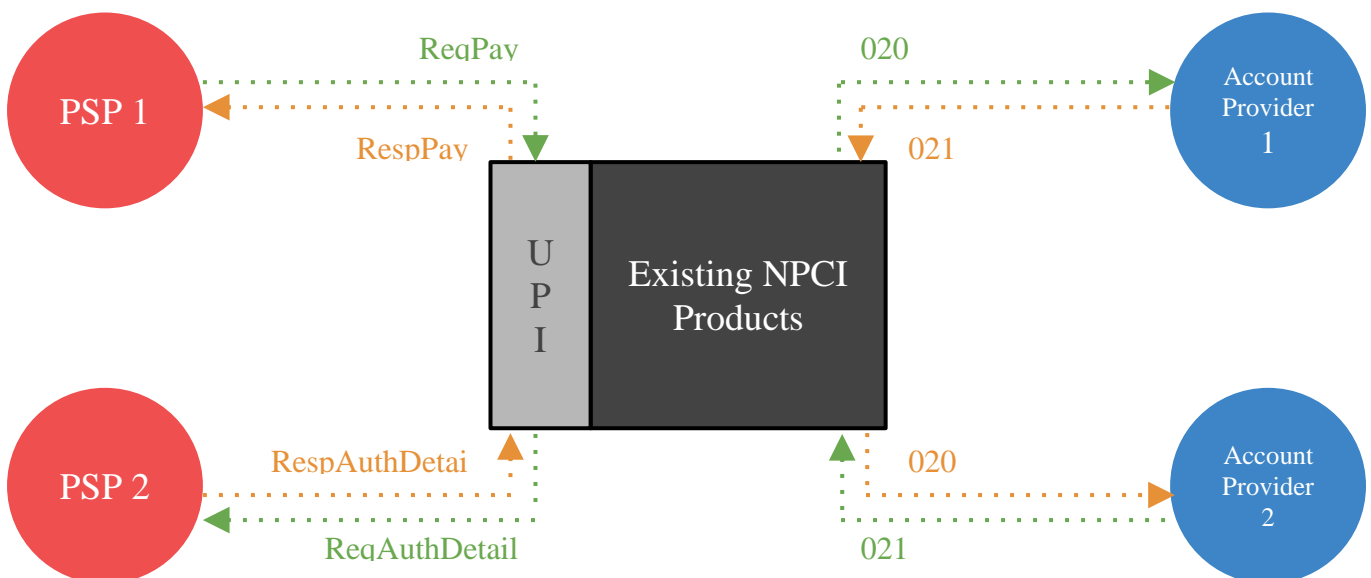 ReqPay
020
PSP 1
Account
Provider
1
RespPay
021
U
P
I
Existing NPCI
Products
PSP 2
RespAuthDetai
020
Account
Provider
2
ReqAuthDetail
021